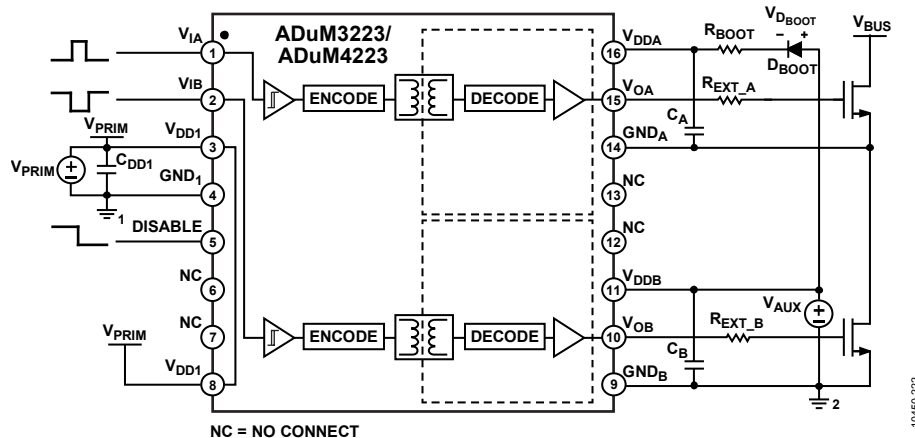 ADuM3223/
ADuM4223
V_IA
1
V_IB
2
V_PRIM
V_DD1
3
V_PRIM
C_DD1
GND_1
4
1
DISABLE
5
NC
6
NC
7
V_PRIM
V_DD1
8
ENCODE
DECODE
ENCODE
DECODE
16
V_DDA
R_BOOT
V_D_BOOT
− +
D_BOOT
V_BUS
15
V_OA
R_EXT_A
C_A
14
GND_A
13
NC
12
NC
11
V_DDB
V_AUX
10
V_OB
R_EXT_B
C_B
9
GND_B
2
NC = NO CONNECT